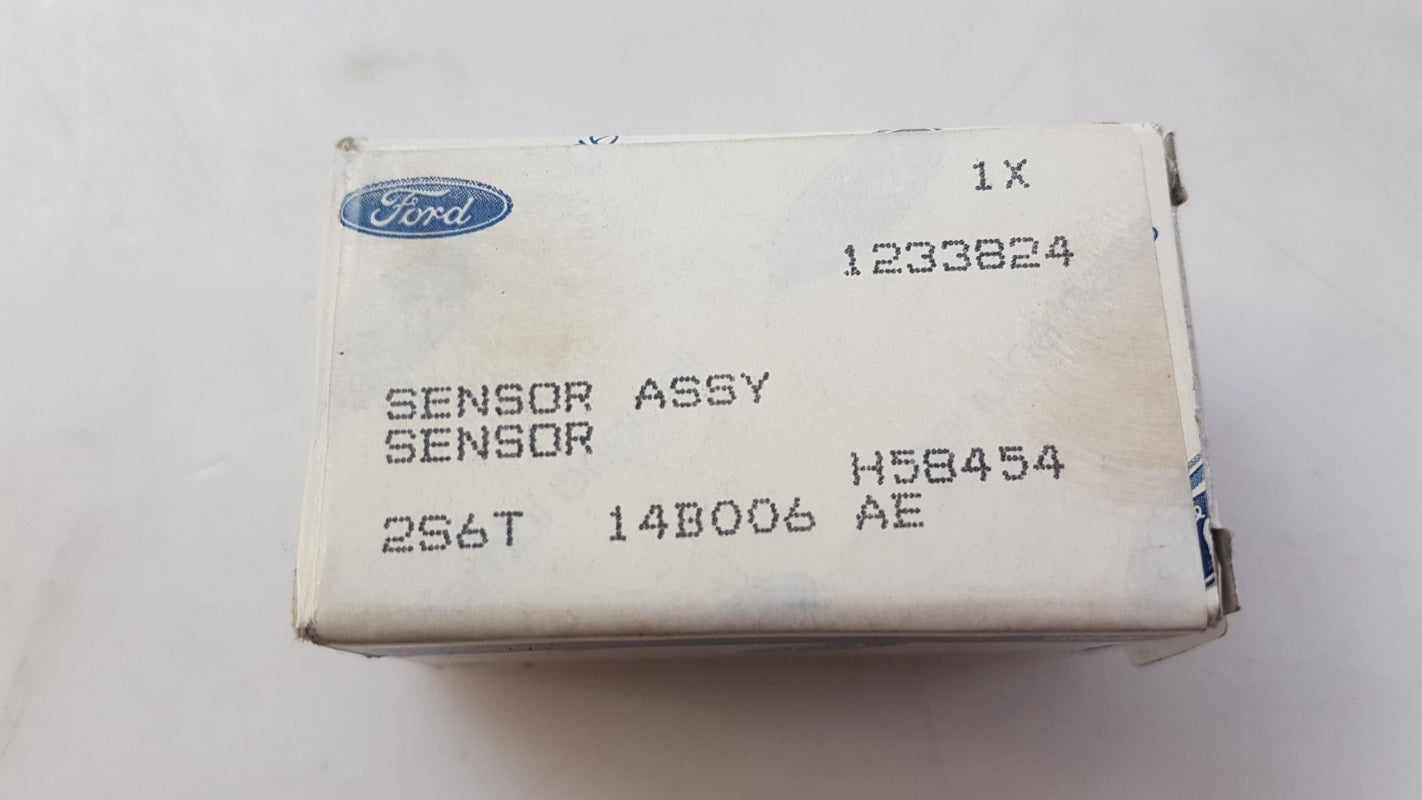 Ford
1X
1233824
SENSOR ASSY
SENSOR
H58454
2S6T 14B006 AE